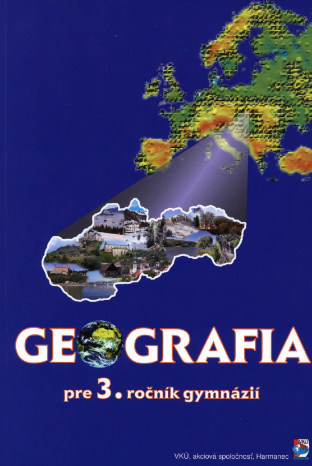 GEOGRAFIA
pre 3. ročník gymnázií
VKÚ, akciová spoločnosť, Harmanec